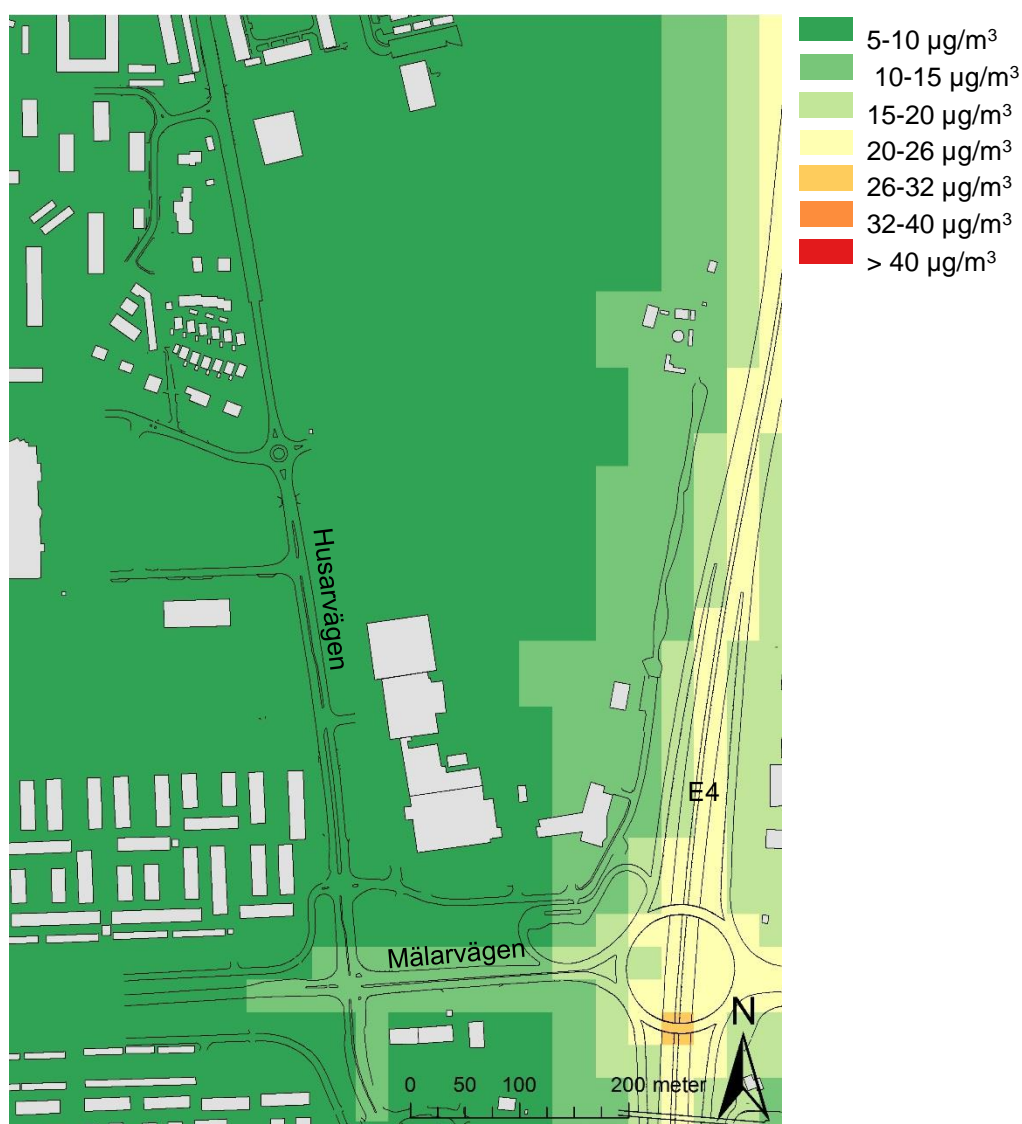 5-10 µg/m³
10-15 µg/m³
15-20 µg/m³
20-26 µg/m³
26-32 µg/m³
32-40 µg/m³
> 40 µg/m³
Husarvägen
E4
Mälarvägen
N
0 50 100 200 meter